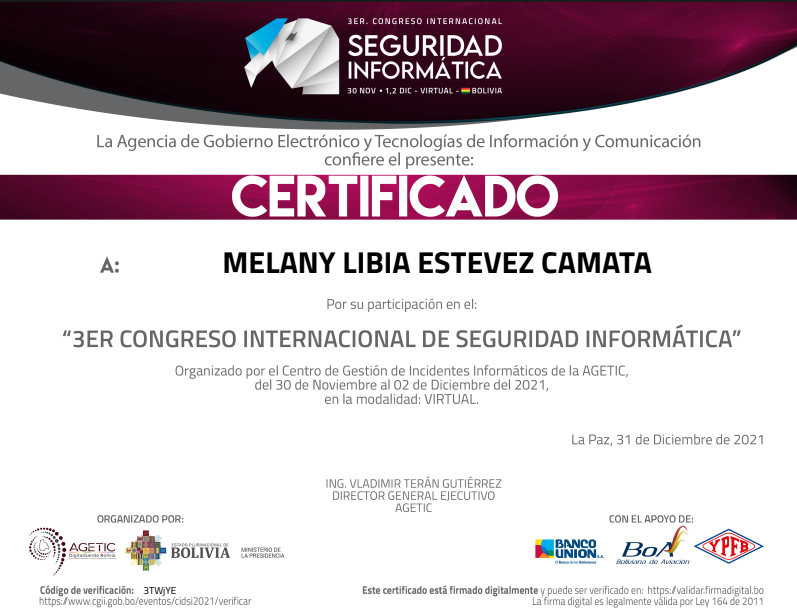 3ER. CONGRESO INTERNACIONAL
SEGURIDAD
INFORMÁTICA
30 NOV • 1,2 DIC - VIRTUAL - BOLIVIA
La Agencia de Gobierno Electrónico y Tecnologías de Información y Comunicación
confiere el presente:
CERTIFICADO
A: MELANY LIBIA ESTEVEZ CAMATA
Por su participación en el:
“3ER CONGRESO INTERNACIONAL DE SEGURIDAD INFORMÁTICA”
Organizado por el Centro de Gestión de Incidentes Informáticos de la AGETIC,
del 30 de Noviembre al 02 de Diciembre del 2021,
en la modalidad: VIRTUAL.
La Paz, 31 de Diciembre de 2021
ING. VLADIMIR TERÁN GUTIÉRREZ
DIRECTOR GENERAL EJECUTIVO
AGETIC
ORGANIZADO POR:
AGETIC
Digitalizando Bolivia
ESTADO PLURINACIONAL DE
BOLIVIA
MINISTERIO DE
LA PRESIDENCIA
CON EL APOYO DE:
BANCO
UNION S.A.
El Banco de los Bolivianos
BoA
Boliviana de Aviación
YPFB
Código de verificación: 3TWjYE
https://www.cgii.gob.bo/eventos/cidsi2021/verificar
Este certificado está firmado digitalmente y puede ser verificado en: https://validar.firmadigital.bo
La firma digital es legalmente válida por Ley 164 de 2011